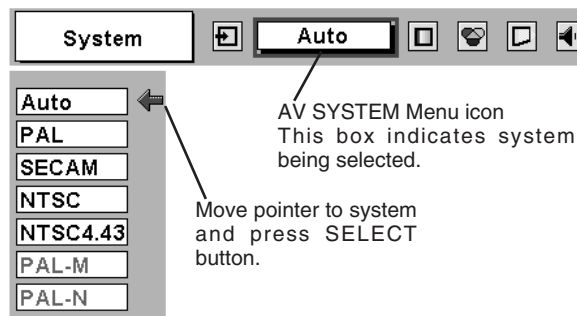 System
Auto
Auto
PAL
SECAM
NTSC
NTSC4.43
PAL-M
PAL-N
AV SYSTEM Menu icon
This box indicates system
being selected.
Move pointer to system
and press SELECT
button.